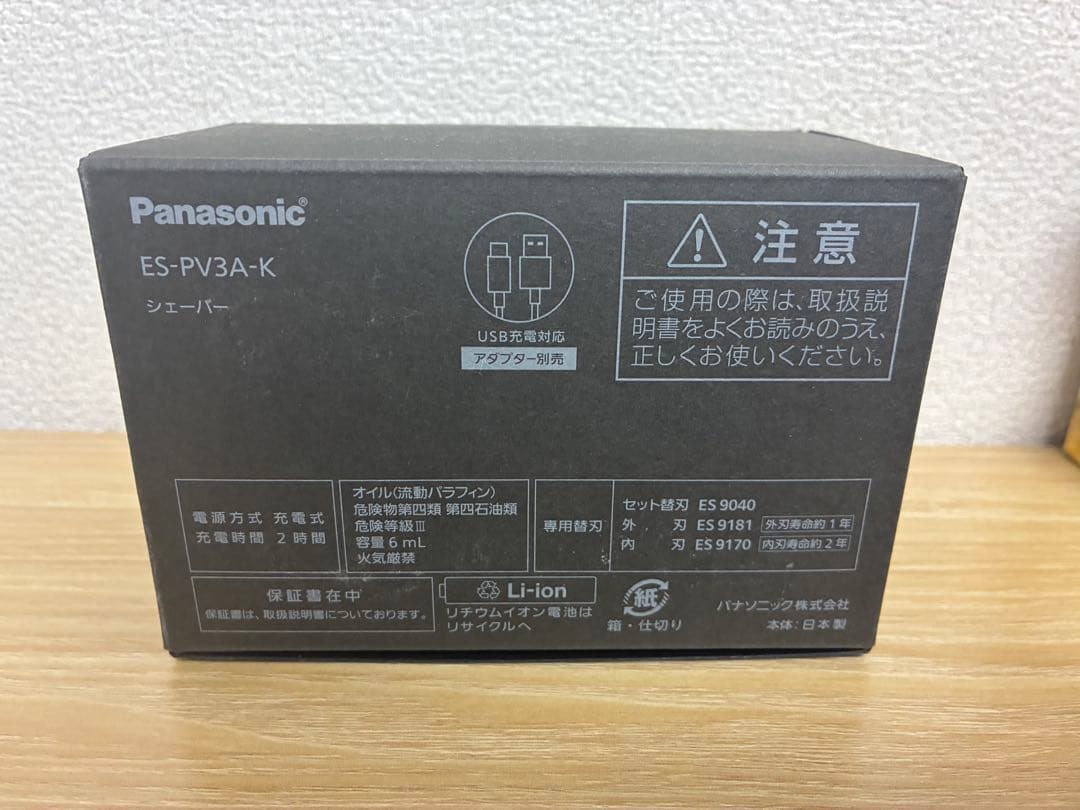 Panasonic®
ES-PV3A-K
シェーバー
USB充電対応
アダプター別売
注意
ご使用の際は、取扱説
明書をよくお読みのうえ、
正しくお使いください。
電源方式 充電式
充電時間 2時間
オイル(流動パラフィン)
危険物第四類 第四石油類
危険等級Ⅲ
容量6mL
火気厳禁
専用替刃
セット替刃 ES9040
外 刃 ES9181 外刃寿命約1年
内 刃 ES9170 内刃寿命約2年
保証書在中
保証書は、取扱説明書についております。
Li-ion
リチウムイオン電池は
リサイクルへ
紙
箱・仕切り
パナソニック株式会社
本体:日本製